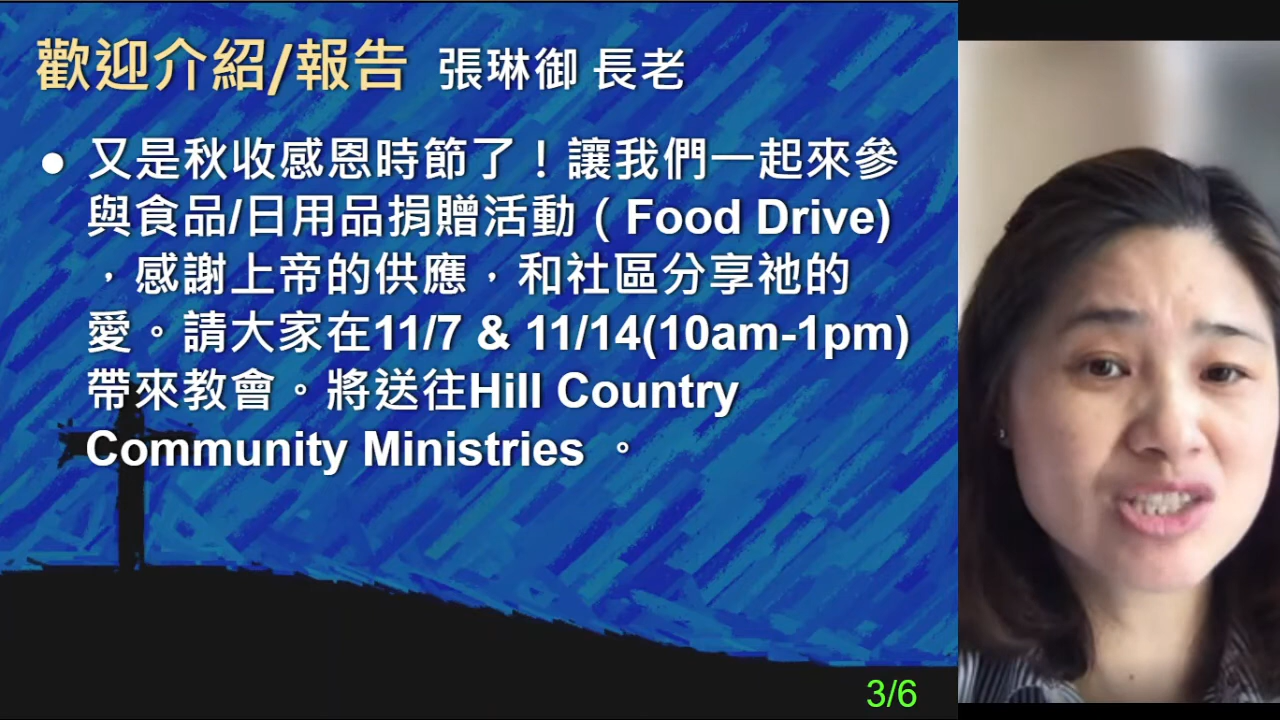 歡迎介紹/報告 張琳御 長老
● 又是秋收感恩時節了！讓我們一起來參
與食品/日用品捐贈活動（Food Drive)
，感謝上帝的供應，和社區分享祂的
愛。請大家在11/7 & 11/14(10am-1pm)
帶來教會。將送往Hill Country
Community Ministries 。
3/6